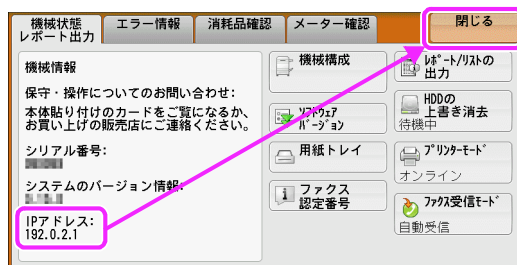 機械状態
レポート出力
エラー情報
消耗品確認
メーター確認
閉じる
機械情報
保守・操作についてのお問い合わせ:
本体貼り付けのカードをご覧になるか、
お買い上げの販売店にご連絡ください。
シリアル番号:
システムのバージョン情報:
IPアドレス:
192.0.2.1
機械構成
ソフトウェア
バージョン
用紙トレイ
ファクス
認定番号
レポート/リストの
出力
HDDの
上書き消去
待機中
プリンターモード
オンライン
ファクス受信モード
自動受信